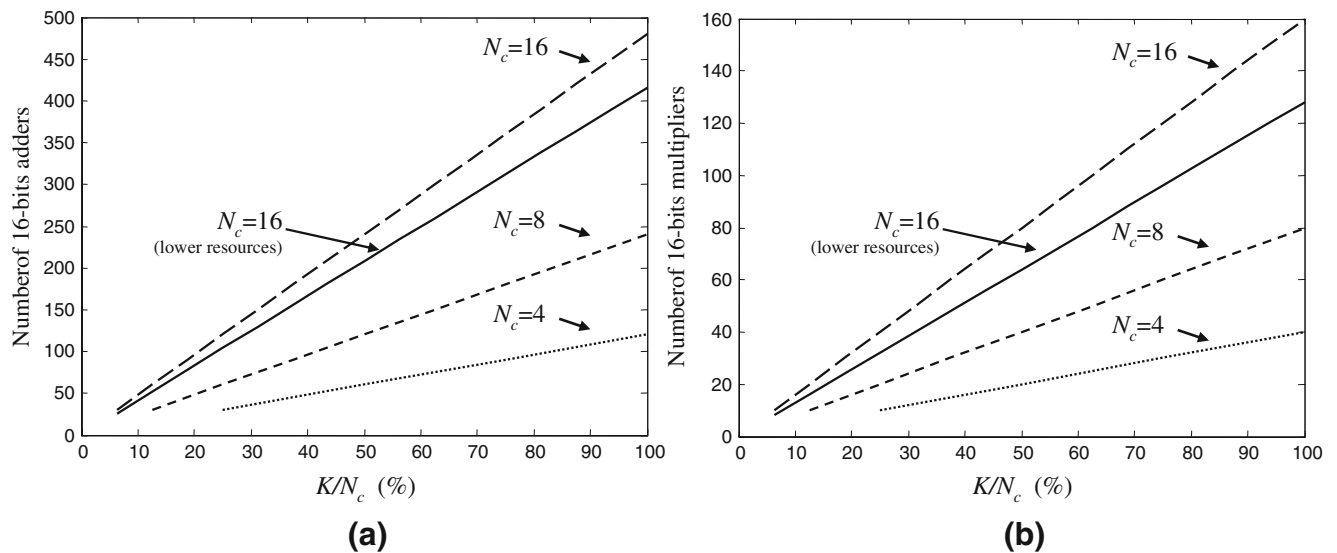 500
450
400
350
300
250
200
150
100
50
0
Numberof 16-bits adders
N_c=16
N_c=16
(lower resources)
N_c=8
N_c=4
0 10 20 30 40 50 60 70 80 90 100
K/N_c (%)
(a)
160
140
120
100
80
60
40
20
0
Numberof 16-bits multipliers
N_c=16
N_c=16
(lower resources)
N_c=8
N_c=4
0 10 20 30 40 50 60 70 80 90 100
K/N_c (%)
(b)